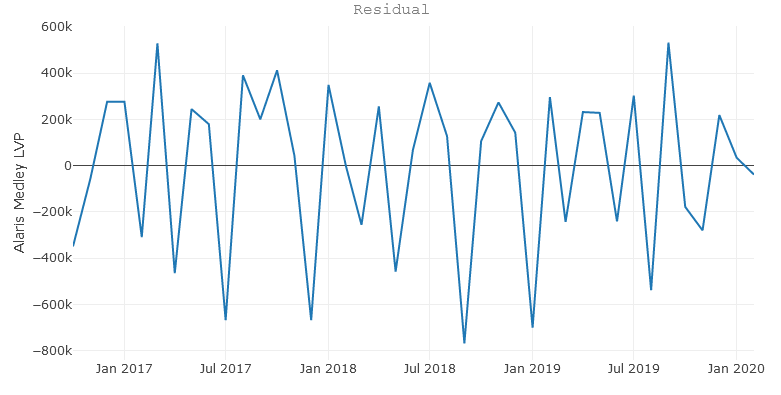 Residual
Alaris Medley LVP
600k
400k
200k
0
−200k
−400k
−600k
−800k
Jan 2017
Jul 2017
Jan 2018
Jul 2018
Jan 2019
Jul 2019
Jan 2020